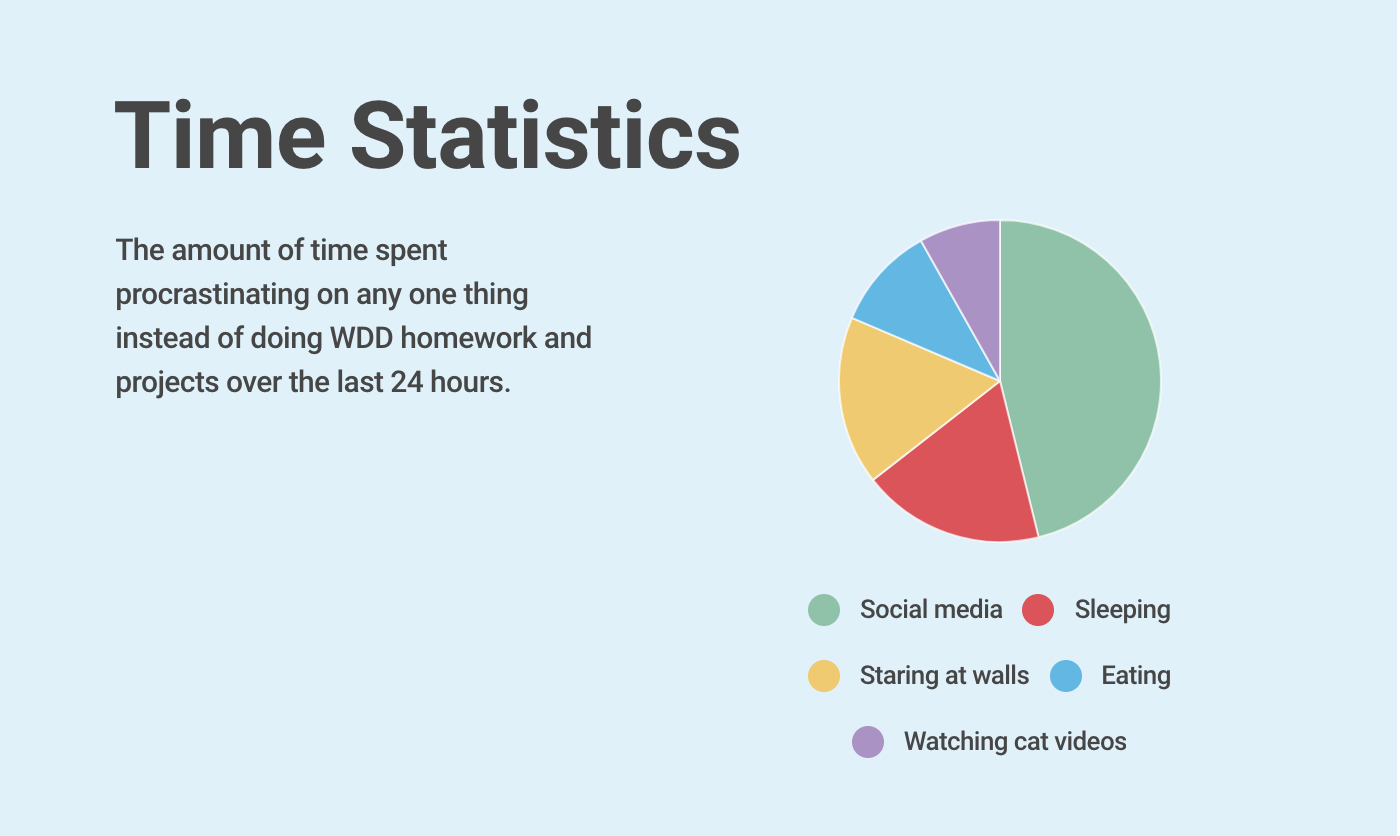 Time Statistics
The amount of time spent
procrastinating on any one thing
instead of doing WDD homework and
projects over the last 24 hours.
Social media
Sleeping
Staring at walls
Eating
Watching cat videos